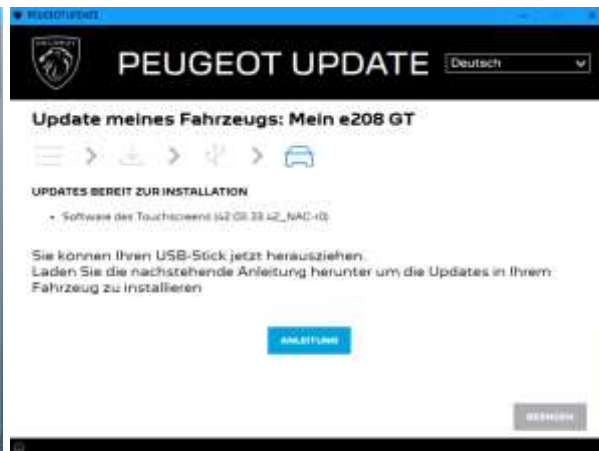 PEUGEOT UPDATE
PEUGEOT UPDATE
Deutsch
Update meines Fahrzeugs: Mein e208 GT
UPDATES BEREIT ZUR INSTALLATION
Software des Touchscreens
Sie können Ihren USB-Stick jetzt herausziehen.
Laden Sie die nachstehende Anleitung herunter um die Updates in Ihrem
Fahrzeug zu installieren
ANLEITUNG
BEENDEN